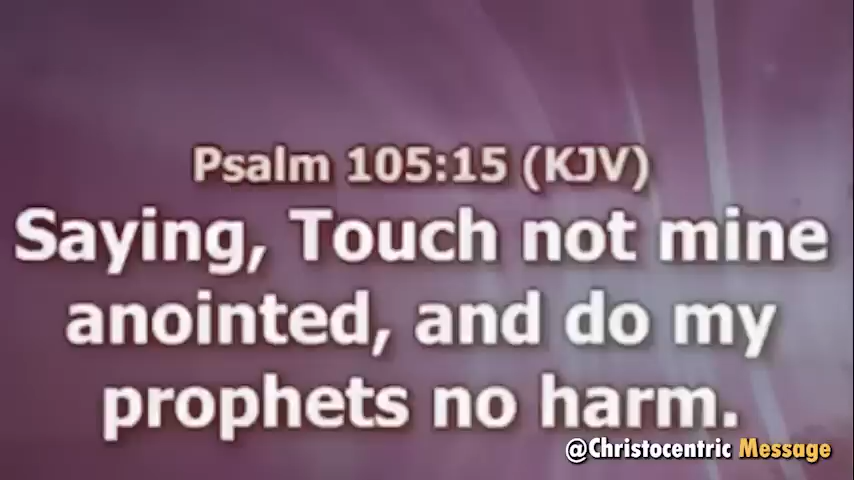 Psalm 105:15 (KJV)
Saying, Touch not mine
anointed, and do my
prophets no harm.
@Christocentric Message